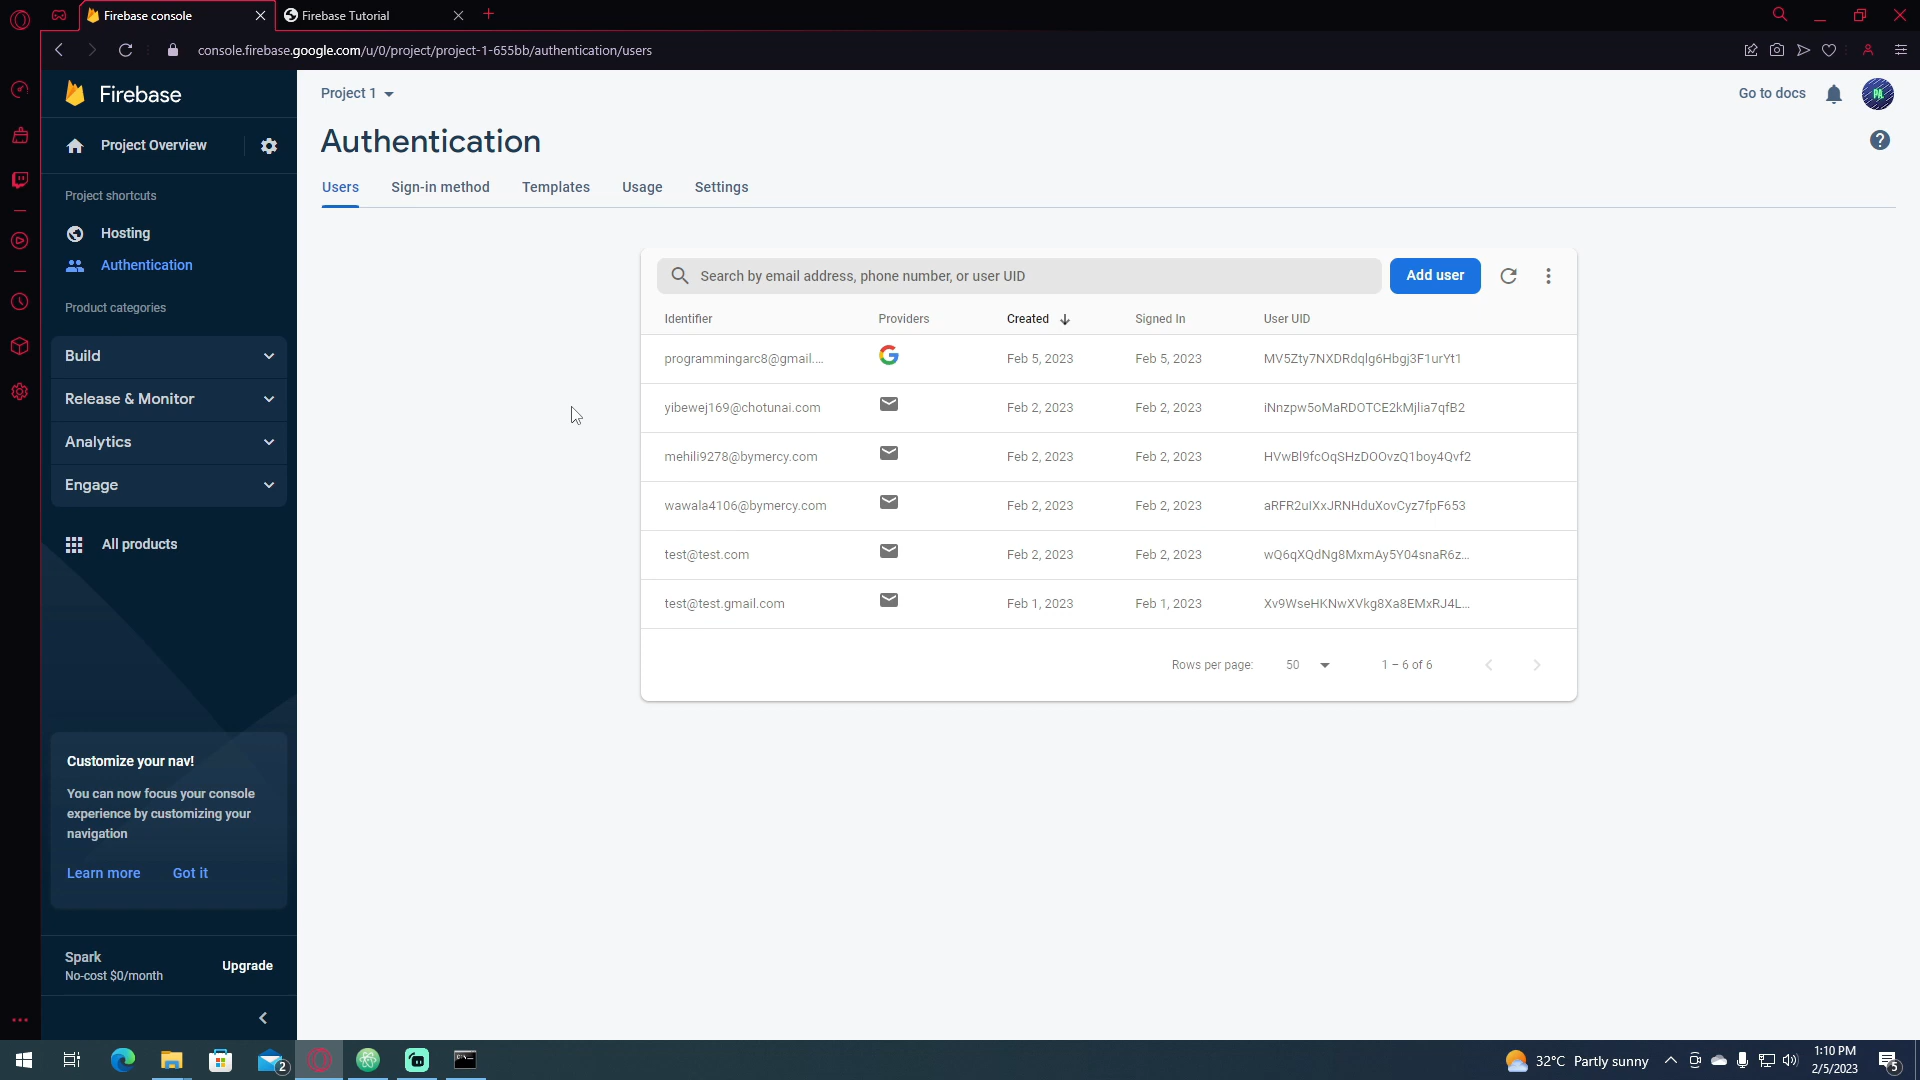 Firebase console
Firebase Tutorial
console.firebase.google.com/u/0/project/project-1-655bb/authentication/users
Firebase
Project 1
Go to docs
PA
Authentication
Project Overview
Users
Sign-in method
Templates
Usage
Settings
Project shortcuts
Hosting
Authentication
Product categories
Build
Release & Monitor
Analytics
Engage
All products
Search by email address, phone number, or user UID
Add user
Identifier Providers Created Signed In User UID
programmingarc8@gmail.... Feb 5, 2023 Feb 5, 2023 MV5Zty7NXDRdqlg6Hbgj3F1urYt1
yibewej169@chotunai.com Feb 2, 2023 Feb 2, 2023 iNnzpw5oMaRDOTCE2kMjlia7qfB2
mehili9278@bymercy.com Feb 2, 2023 Feb 2, 2023 HVwBl9fcOqSHzDOOvzQ1boy4Qvf2
wawala4106@bymercy.com Feb 2, 2023 Feb 2, 2023 aRFR2ulXxJRNHduXovCyz7fpF653
test@test.com Feb 2, 2023 Feb 2, 2023 wQ6qXQdNg8MxmAy5Y04snaR6z...
test@test.gmail.com Feb 1, 2023 Feb 1, 2023 Xv9WseHKNwXVkg8Xa8EMxRJ4L...
Rows per page: 50 1 – 6 of 6
Customize your nav!
You can now focus your console
experience by customizing your
navigation
Learn more Got it
Spark
No-cost $0/month
Upgrade
2
32°C Partly sunny
1:10 PM
2/5/2023
5